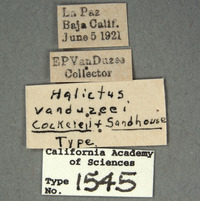 La Paz
Baja Calif.
June 5 1921
EPVanDuzee
Collector
Halictus
vanduzeei
Cockerell + Sandhouse
Type
California Academy
of Sciences
Type
No. 1545